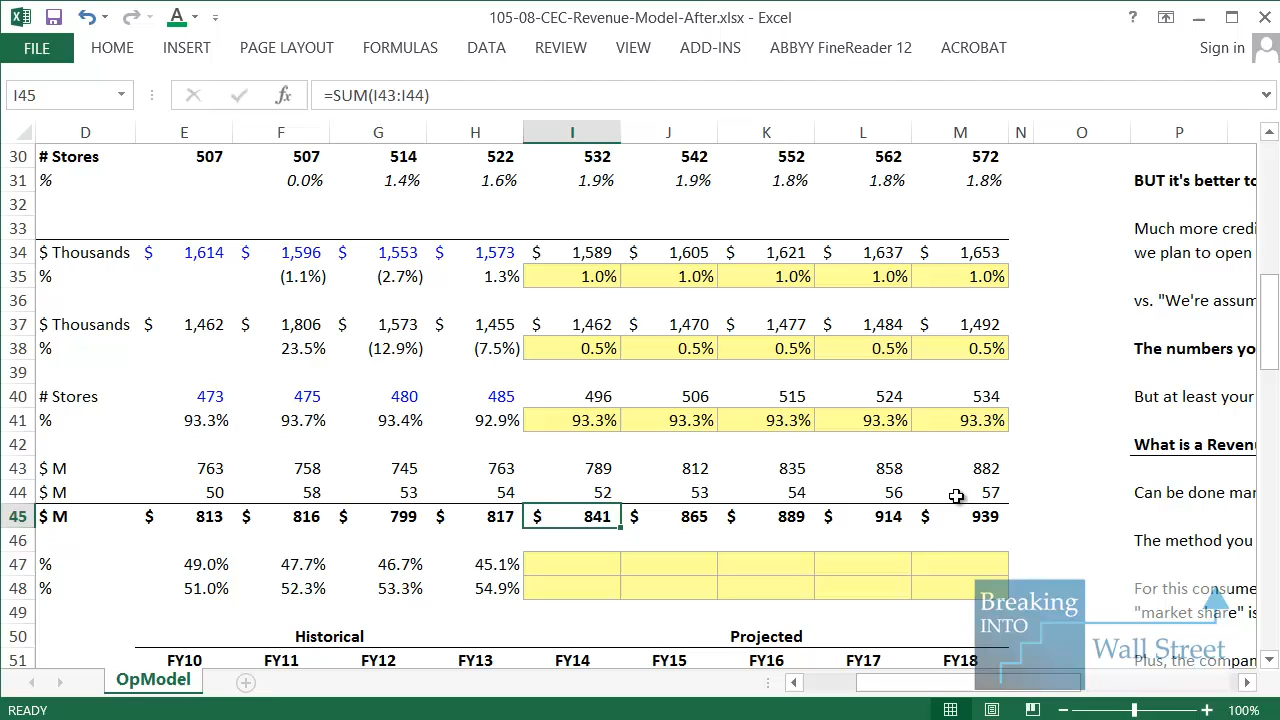 105-08-CEC-Revenue-Model-After.xlsx - Excel
FILE HOME INSERT PAGE LAYOUT FORMULAS DATA REVIEW VIEW ADD-INS ABBYY FineReader 12 ACROBAT Sign in
I45 fx =SUM(I43:I44)
D E F G H I J K L M N O P
30 # Stores 507 507 514 522 532 542 552 562 572
31 % 0.0% 1.4% 1.6% 1.9% 1.9% 1.8% 1.8% 1.8% BUT it's better to
32
33 Much more credi
34 $ Thousands $ 1,614 $ 1,596 $ 1,553 $ 1,573 $ 1,589 $ 1,605 $ 1,621 $ 1,637 $ 1,653 we plan to open
35 % (1.1%) (2.7%) 1.3% 1.0% 1.0% 1.0% 1.0% 1.0%
36 vs. "We're assum
37 $ Thousands $ 1,462 $ 1,806 $ 1,573 $ 1,455 $ 1,462 $ 1,470 $ 1,477 $ 1,484 $ 1,492
38 % 23.5% (12.9%) (7.5%) 0.5% 0.5% 0.5% 0.5% 0.5% The numbers yo
39
40 # Stores 473 475 480 485 496 506 515 524 534 But at least your
41 % 93.3% 93.7% 93.4% 92.9% 93.3% 93.3% 93.3% 93.3% 93.3%
42 What is a Revenu
43 $ M 763 758 745 763 789 812 835 858 882
44 $ M 50 58 53 54 52 53 54 56 57 Can be done man
45 $ M $ 813 $ 816 $ 799 $ 817 $ 841 $ 865 $ 889 $ 914 $ 939
46 The method you
47 % 49.0% 47.7% 46.7% 45.1%
48 % 51.0% 52.3% 53.3% 54.9% For this consume
49 "market share" is
50 Historical Projected
51 FY10 FY11 FY12 FY13 FY14 FY15 FY16 FY17 FY18 Plus, the compan
Breaking
INTO
Wall Street
OpModel
READY 100%